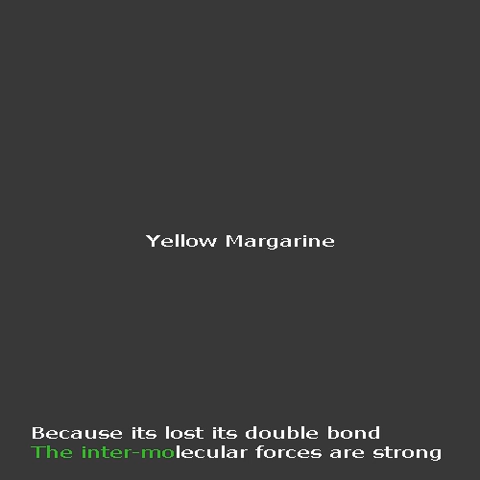 Yellow Margarine
Because its lost its double bond
The inter-molecular forces are strong